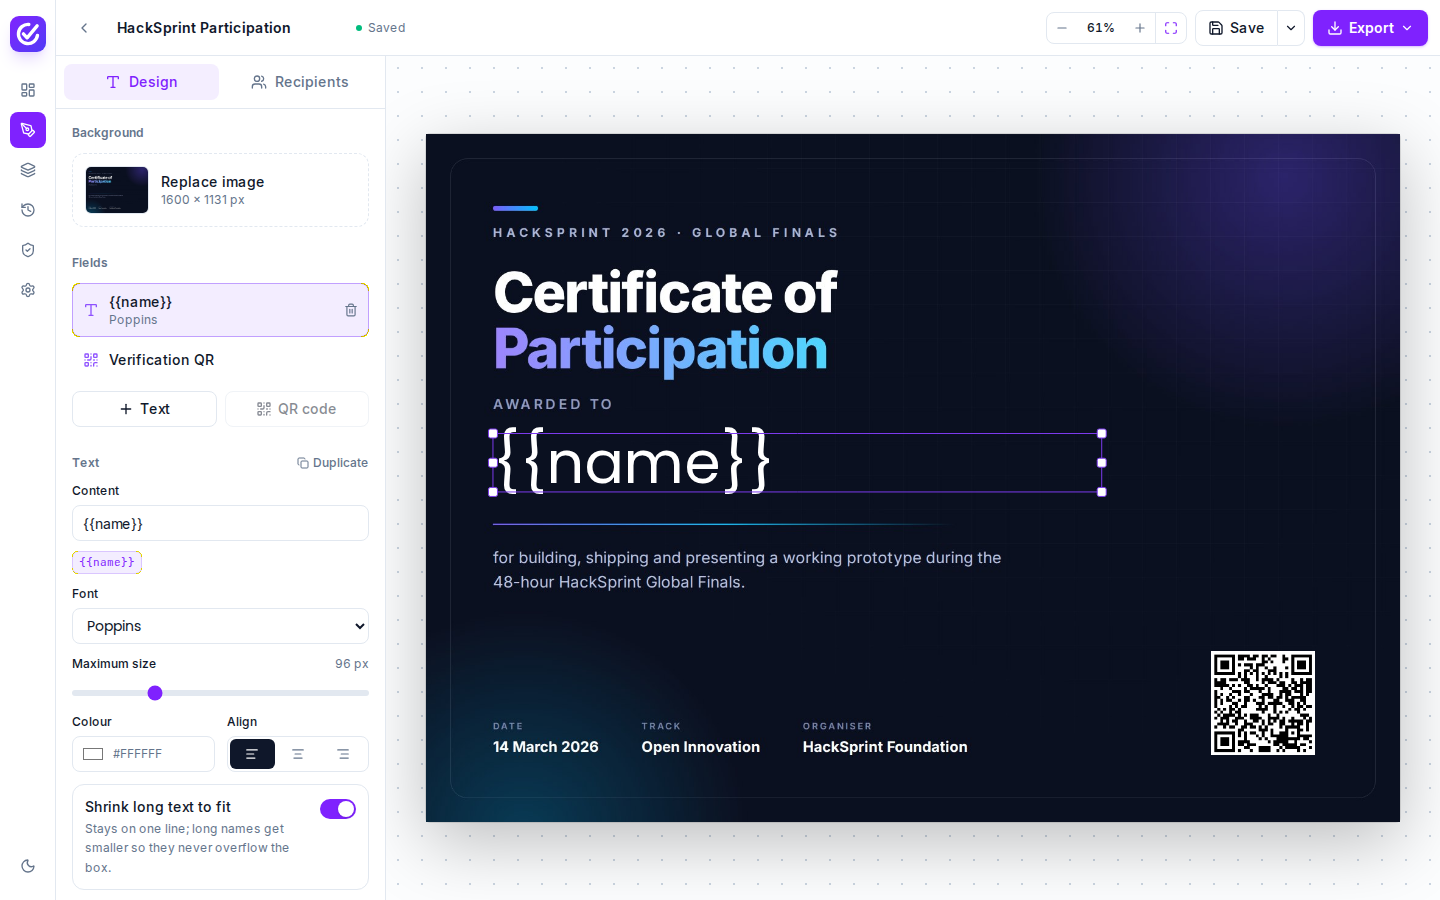 HackSprint Participation
Saved
61%
Save
Export
Design
Recipients
Background
Replace image
1600 × 1131 px
Fields
{{name}}
Poppins
Verification QR
Text
QR code
Text
Duplicate
Content
{{name}}
{{name}}
Font
Poppins
Maximum size
96 px
Colour
Align
#FFFFFF
Shrink long text to fit
Stays on one line; long names get
smaller so they never overflow the
box.
HACKSPRINT 2026 · GLOBAL FINALS
Certificate of
Participation
AWARDED TO
{{name}}
for building, shipping and presenting a working prototype during the
48-hour HackSprint Global Finals.
DATE
TRACK
ORGANISER
14 March 2026
Open Innovation
HackSprint Foundation